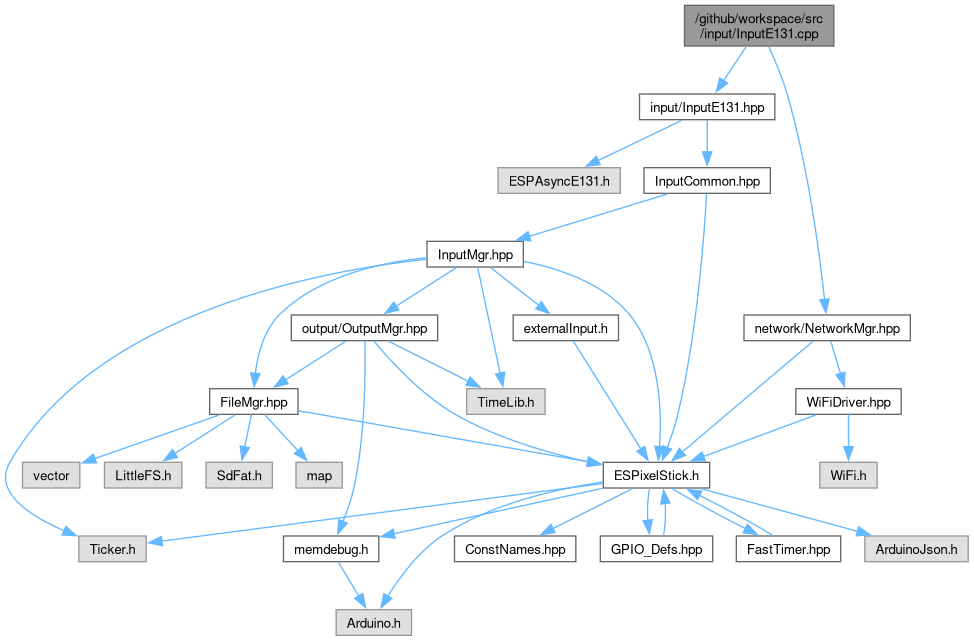 /github/workspace/src
/input/InputE131.cpp
input/InputE131.hpp
ESPAsyncE131.h
InputCommon.hpp
InputMgr.hpp
output/OutputMgr.hpp
externalInput.h
network/NetworkMgr.hpp
FileMgr.hpp
TimeLib.h
WiFiDriver.hpp
vector
LittleFS.h
SdFat.h
map
ESPixelStick.h
WiFi.h
Ticker.h
memdebug.h
ConstNames.hpp
GPIO_Defs.hpp
FastTimer.hpp
ArduinoJson.h
Arduino.h